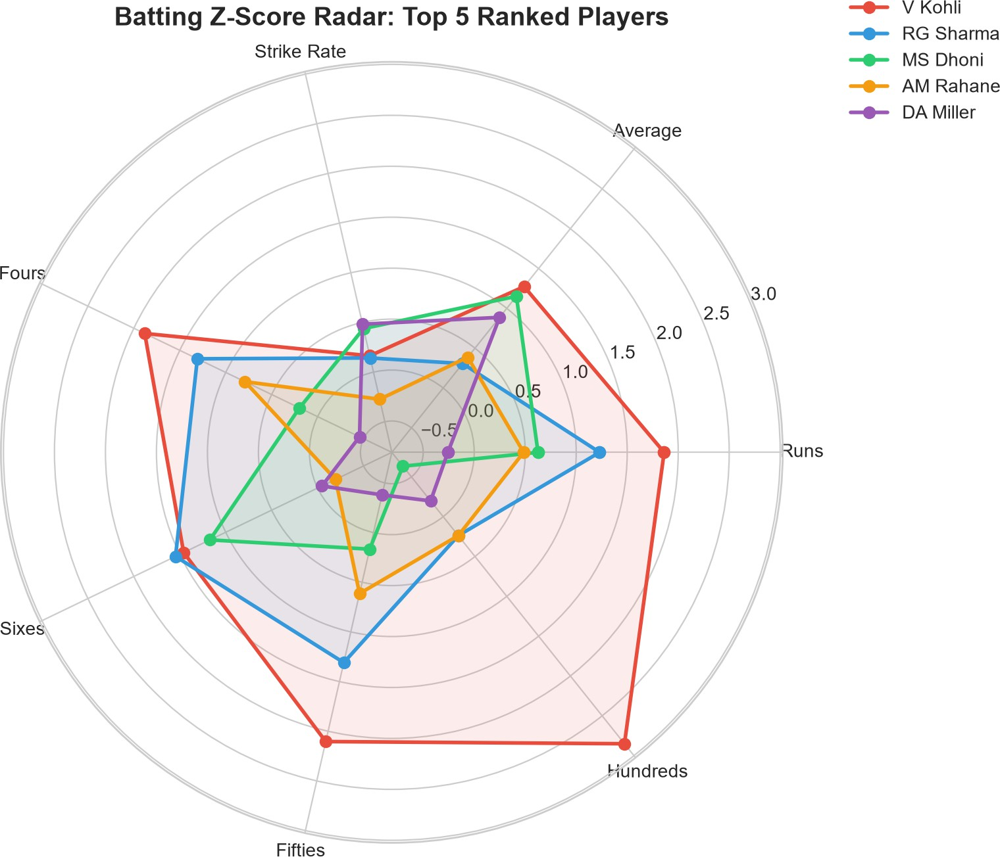 Batting Z-Score Radar: Top 5 Ranked Players
V Kohli
RG Sharma
MS Dhoni
AM Rahane
DA Miller
Strike Rate
Average
Fours
Runs
Sixes
Hundreds
Fifties
3.0
2.5
2.0
1.5
1.0
0.5
0.0
−0.5